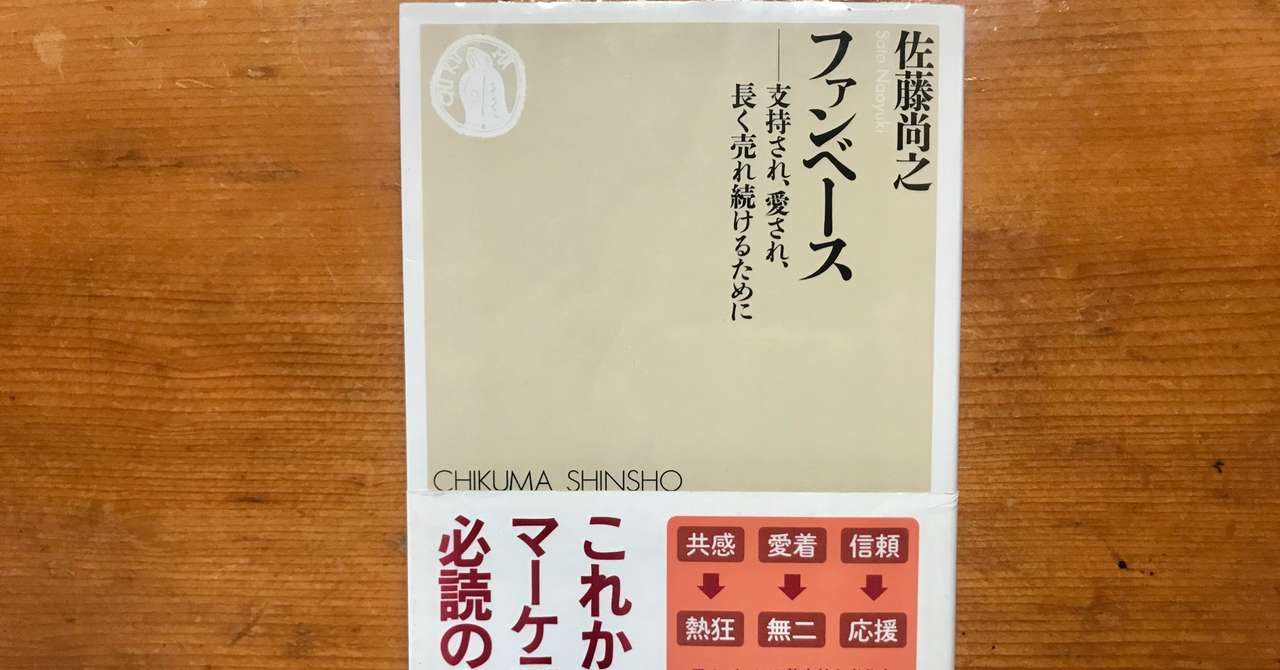 佐藤尚之
Sato Naoyuki
ファンベース
──支持され、愛され、
長く売れ続けるために
CHIKUMA SHINSHO
これか
マーケ
必読の
共感 愛着 信頼
熱狂 無二 応援